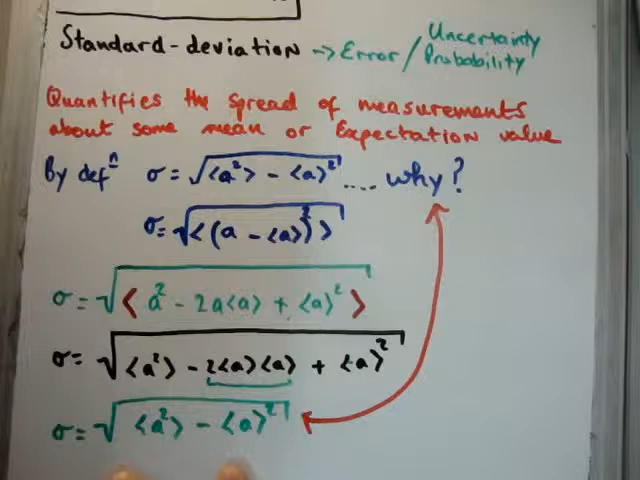 Standard-deviation → Error/Uncertainty Probability
Quantifies the spread of measurements
about some mean or Expectation value
By defⁿ σ = √(⟨a²⟩ - ⟨a⟩²) .... why?
σ = √⟨(a - ⟨a⟩)²⟩
σ = √⟨a² - 2a⟨a⟩ + ⟨a⟩²⟩
σ = √(⟨a²⟩ - 2⟨a⟩⟨a⟩ + ⟨a⟩²)
σ = √(⟨a²⟩ - ⟨a⟩²)